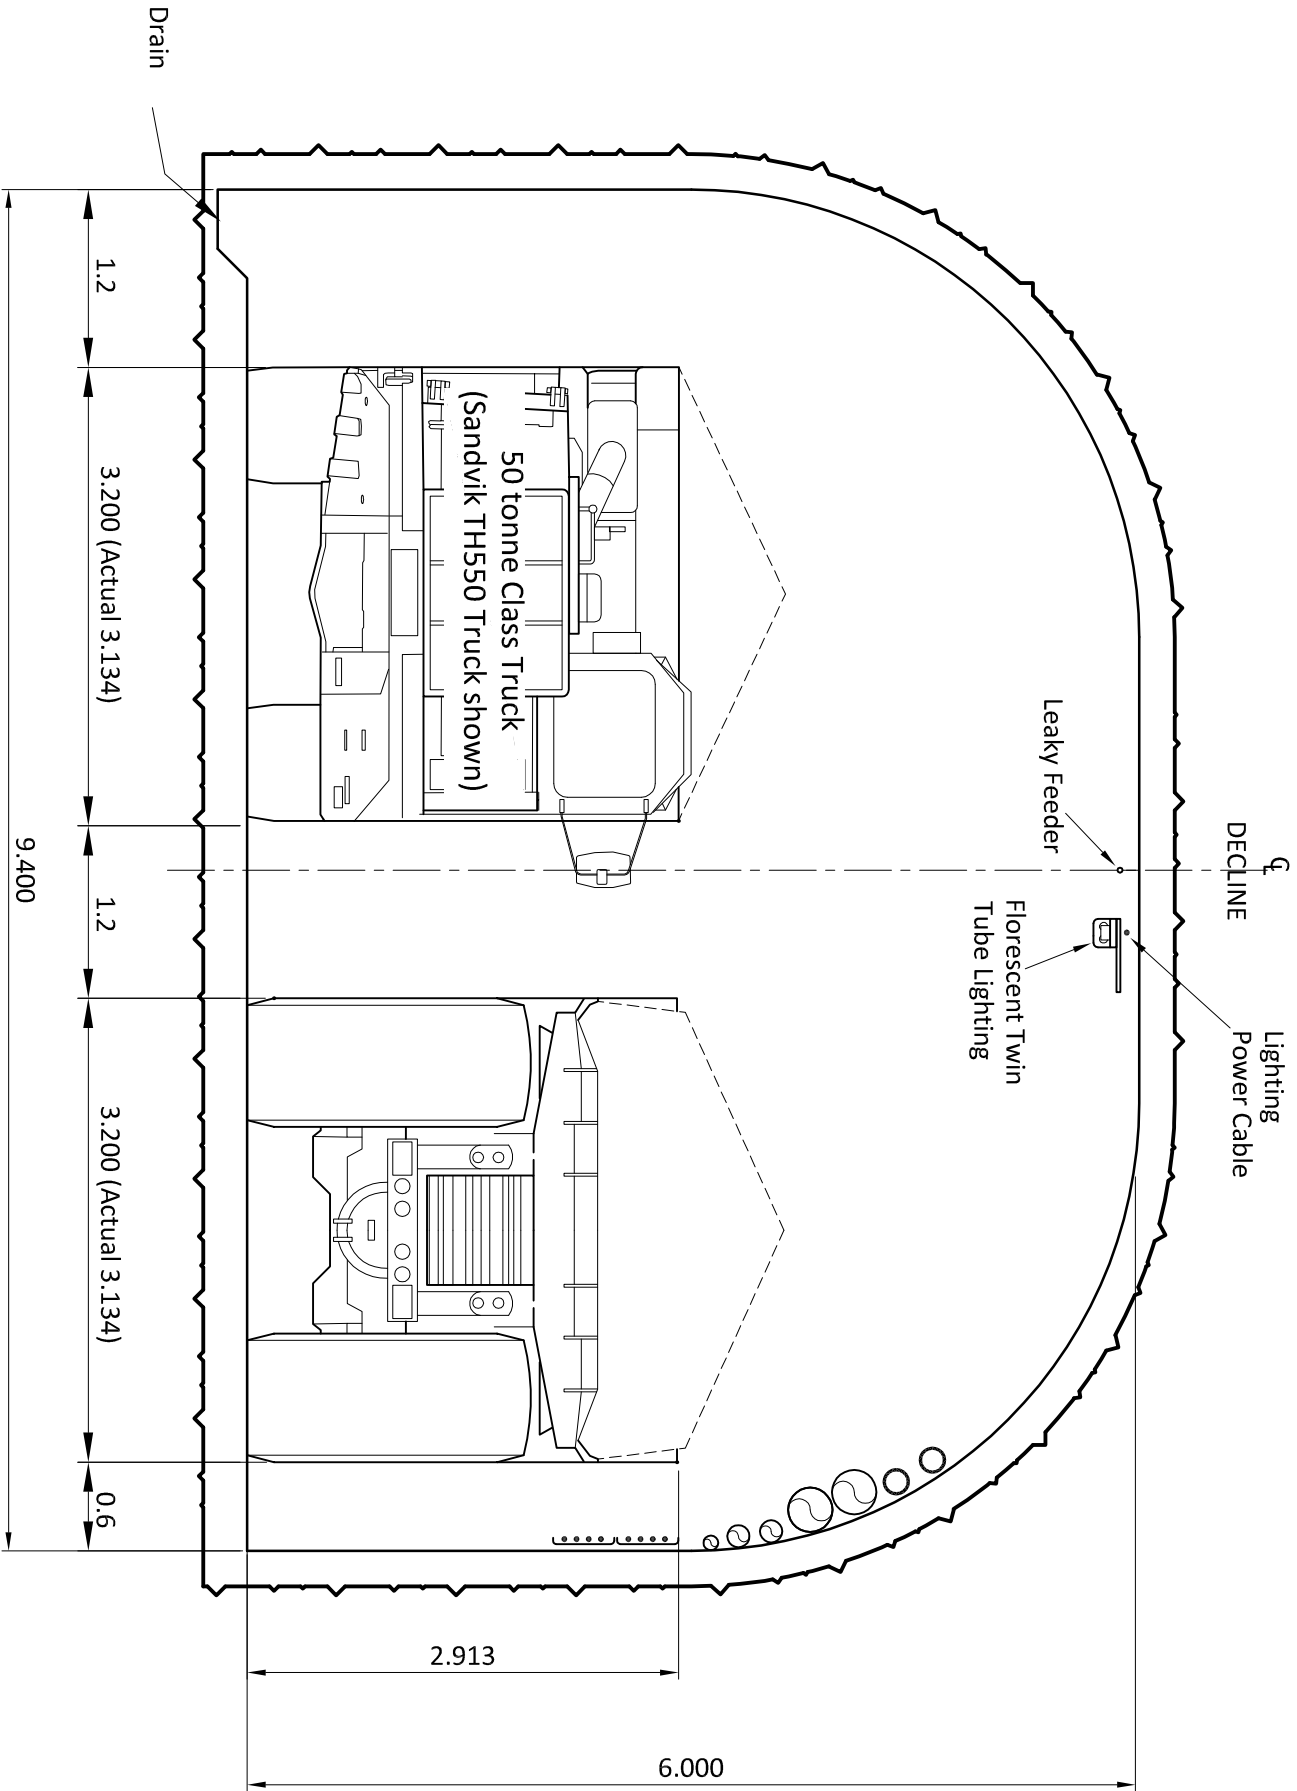 ℄
DECLINE
Lighting
Power Cable
Leaky Feeder
Florescent Twin
Tube Lighting
50 tonne Class Truck
(Sandvik TH550 Truck shown)
Drain
1.2
3.200 (Actual 3.134)
1.2
3.200 (Actual 3.134)
0.6
9.400
2.913
6.000